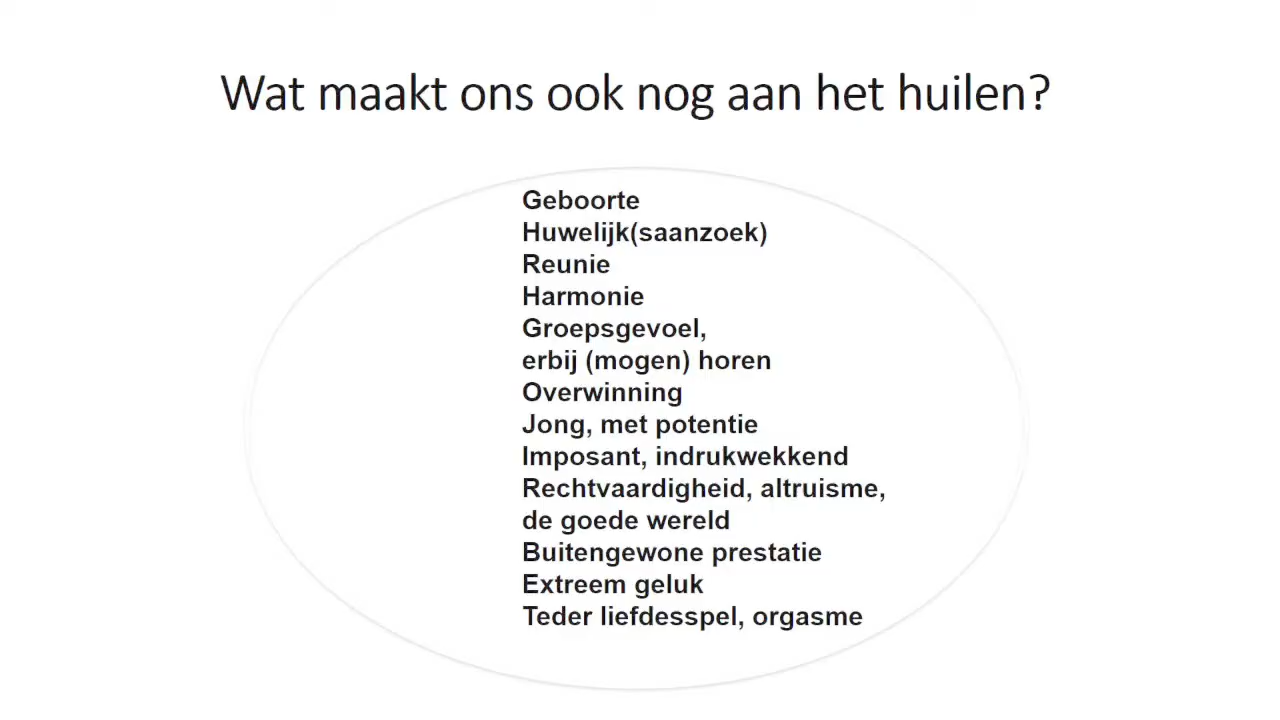 Wat maakt ons ook nog aan het huilen?
Geboorte
Huwelijk(saanzoek)
Reunie
Harmonie
Groepsgevoel,
erbij (mogen) horen
Overwinning
Jong, met potentie
Imposant, indrukwekkend
Rechtvaardigheid, altruisme,
de goede wereld
Buitengewone prestatie
Extreem geluk
Teder liefdesspel, orgasme